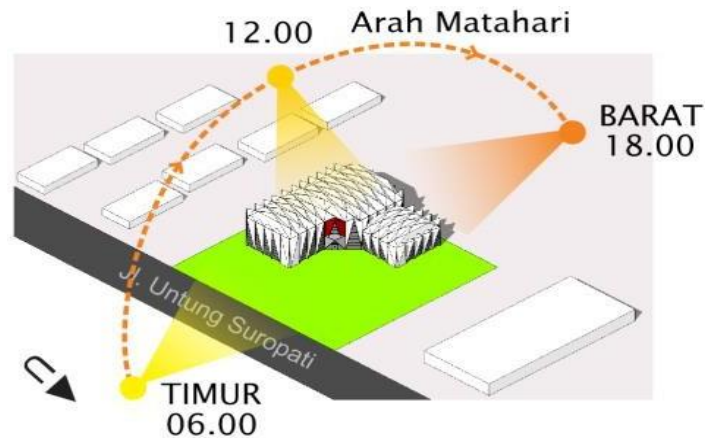 12.00
Arah Matahari
BARAT
18.00
Jl. Untung Suropati
TIMUR
06.00